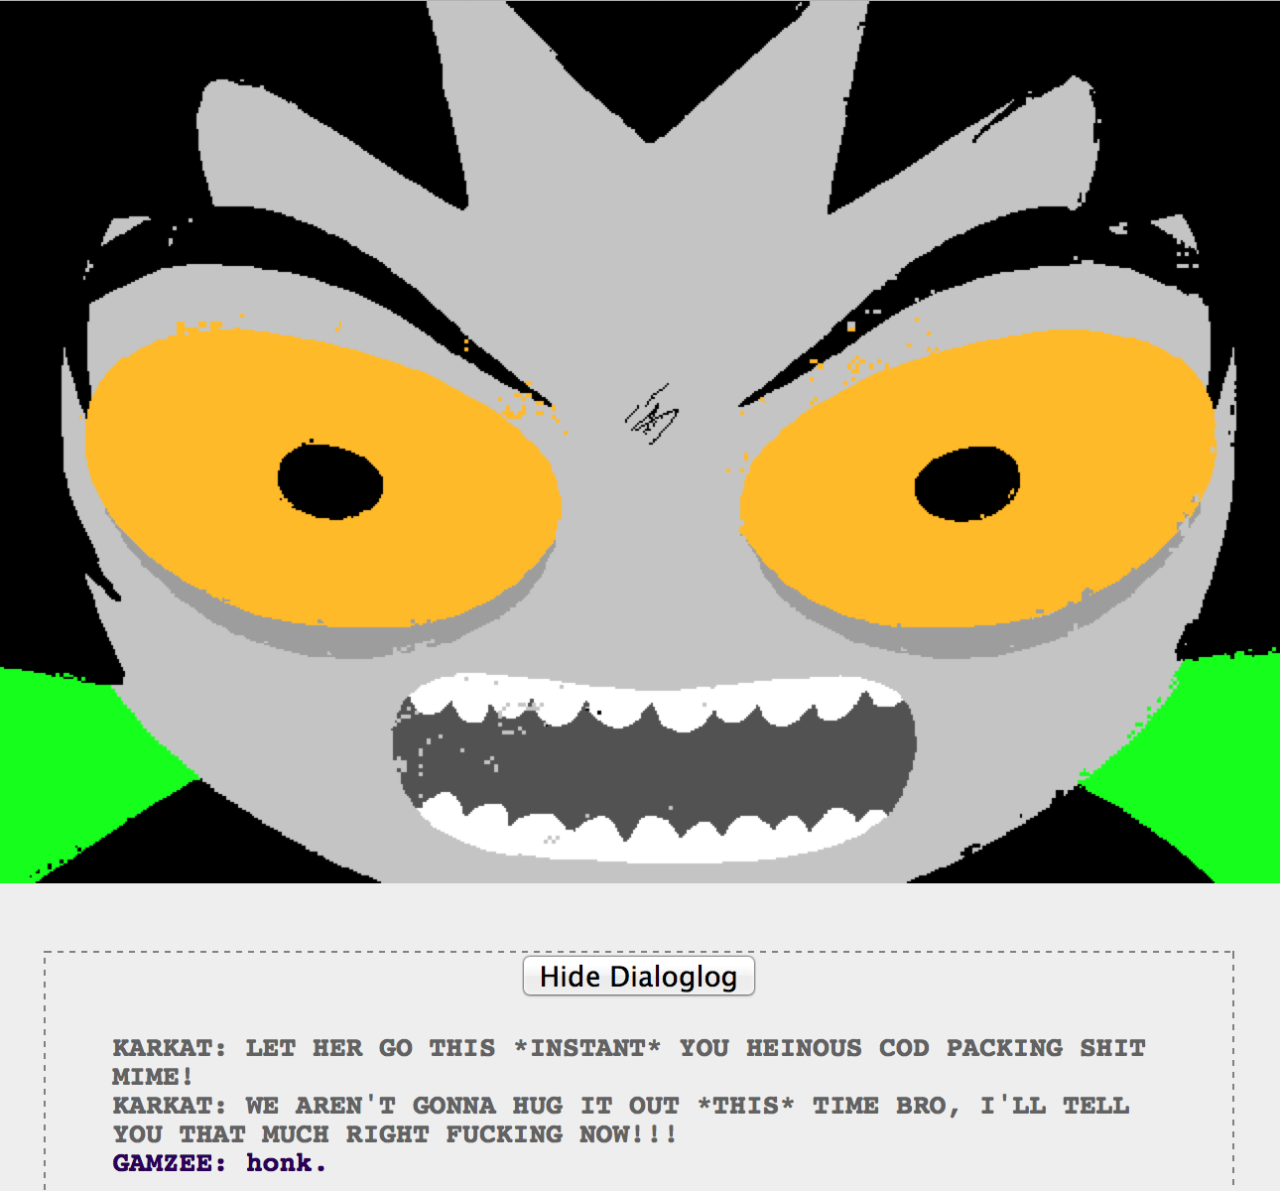 Hide Dialoglog
KARKAT: LET HER GO THIS *INSTANT* YOU HEINOUS COD PACKING SHIT
MIME!
KARKAT: WE AREN'T GONNA HUG IT OUT *THIS* TIME BRO, I'LL TELL
YOU THAT MUCH RIGHT FUCKING NOW!!!
GAMZEE: honk.